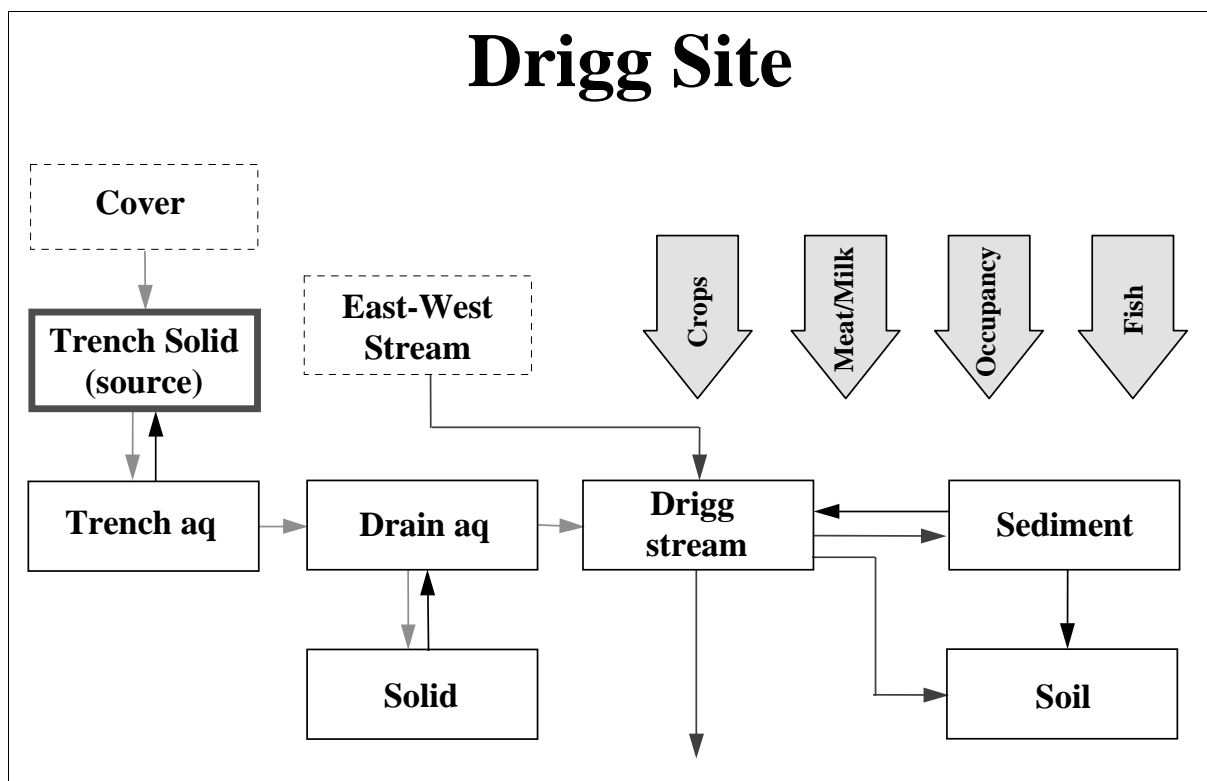 Drigg Site
Cover
Trench Solid
(source)
East-West
Stream
Crops
Meat/Milk
Occupancy
Fish
Trench aq
Drain aq
Drigg
stream
Sediment
Solid
Soil